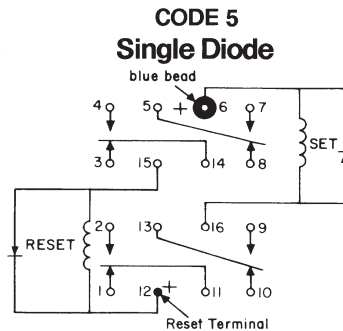 CODE 5
Single Diode
blue bead
4 5 + 6 7
SET
3 15 14 8
RESET
2 13 16 9
1 12 + 11 10
Reset Terminal